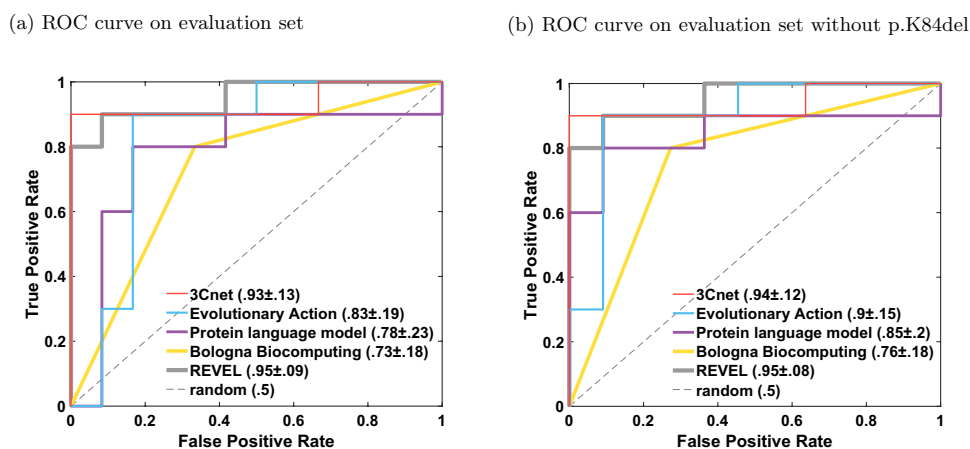 (a) ROC curve on evaluation set
1
0.8
0.6
0.4
0.2
0
0
0.2
0.4
0.6
0.8
1
True Positive Rate
False Positive Rate
3Cnet (.93±.13)
Evolutionary Action (.83±.19)
Protein language model (.78±.23)
Bologna Biocomputing (.73±.18)
REVEL (.95±.09)
random (.5)
(b) ROC curve on evaluation set without p.K84del
1
0.8
0.6
0.4
0.2
0
0
0.2
0.4
0.6
0.8
1
True Positive Rate
False Positive Rate
3Cnet (.94±.12)
Evolutionary Action (.9±.15)
Protein language model (.85±.2)
Bologna Biocomputing (.76±.18)
REVEL (.95±.08)
random (.5)